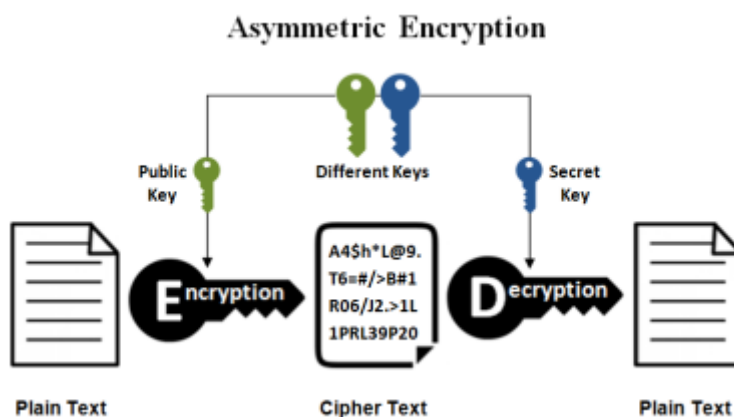 Asymmetric Encryption
Public
Key
Different Keys
Secret
Key
Encryption
A4$h*L@9.
T6=#/>B#1
R06/J2.>1L
1PRL39P20
Decryption
Plain Text
Cipher Text
Plain Text